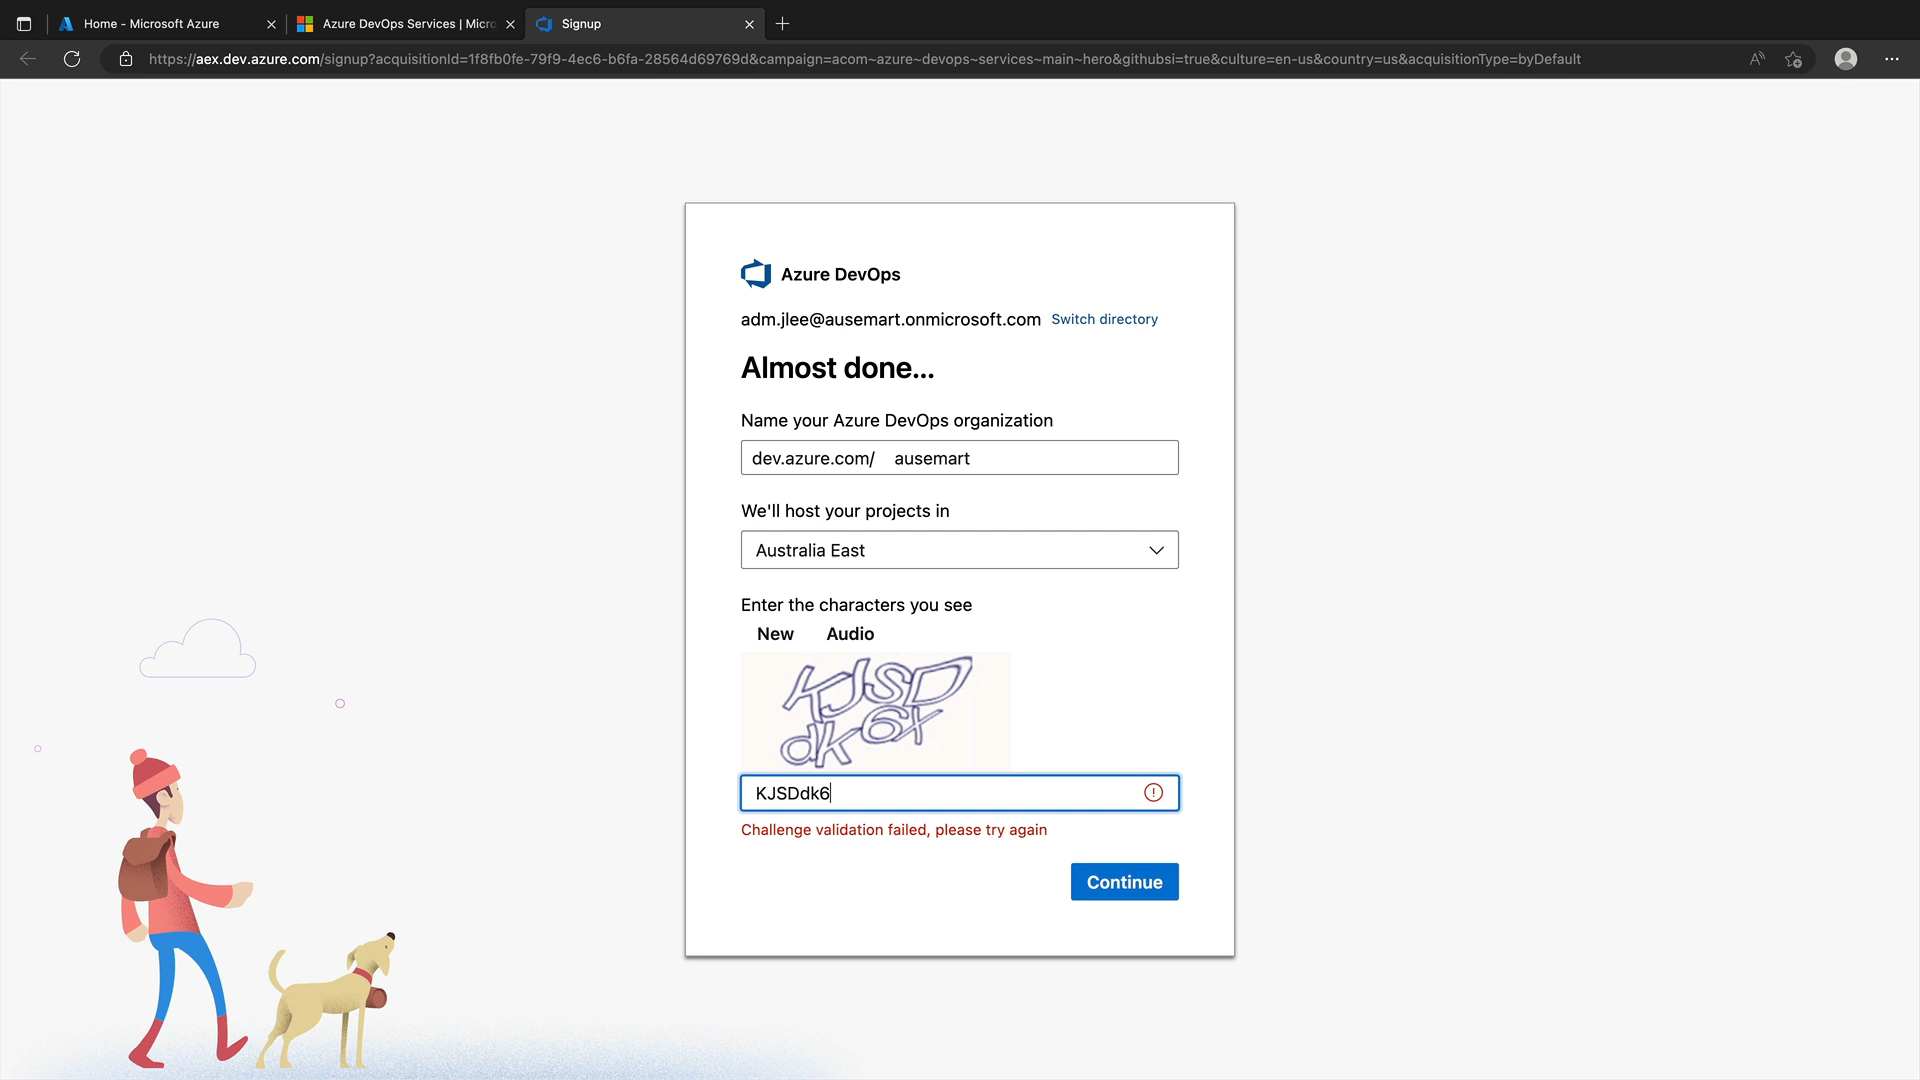 Home - Microsoft Azure
Azure DevOps Services | Micro
Signup
https://aex.dev.azure.com/signup?acquisitionId=1f8fb0fe-79f9-4ec6-b6fa-28564d69769d&campaign=acom~azure~devops~services~main~hero&githubsi=true&culture=en-us&country=us&acquisitionType=byDefault
Azure DevOps
adm.jlee@ausemart.onmicrosoft.com Switch directory
Almost done...
Name your Azure DevOps organization
dev.azure.com/ ausemart
We'll host your projects in
Australia East
Enter the characters you see
New Audio
KJSD
dk6X
KJSDdk6
Challenge validation failed, please try again
Continue